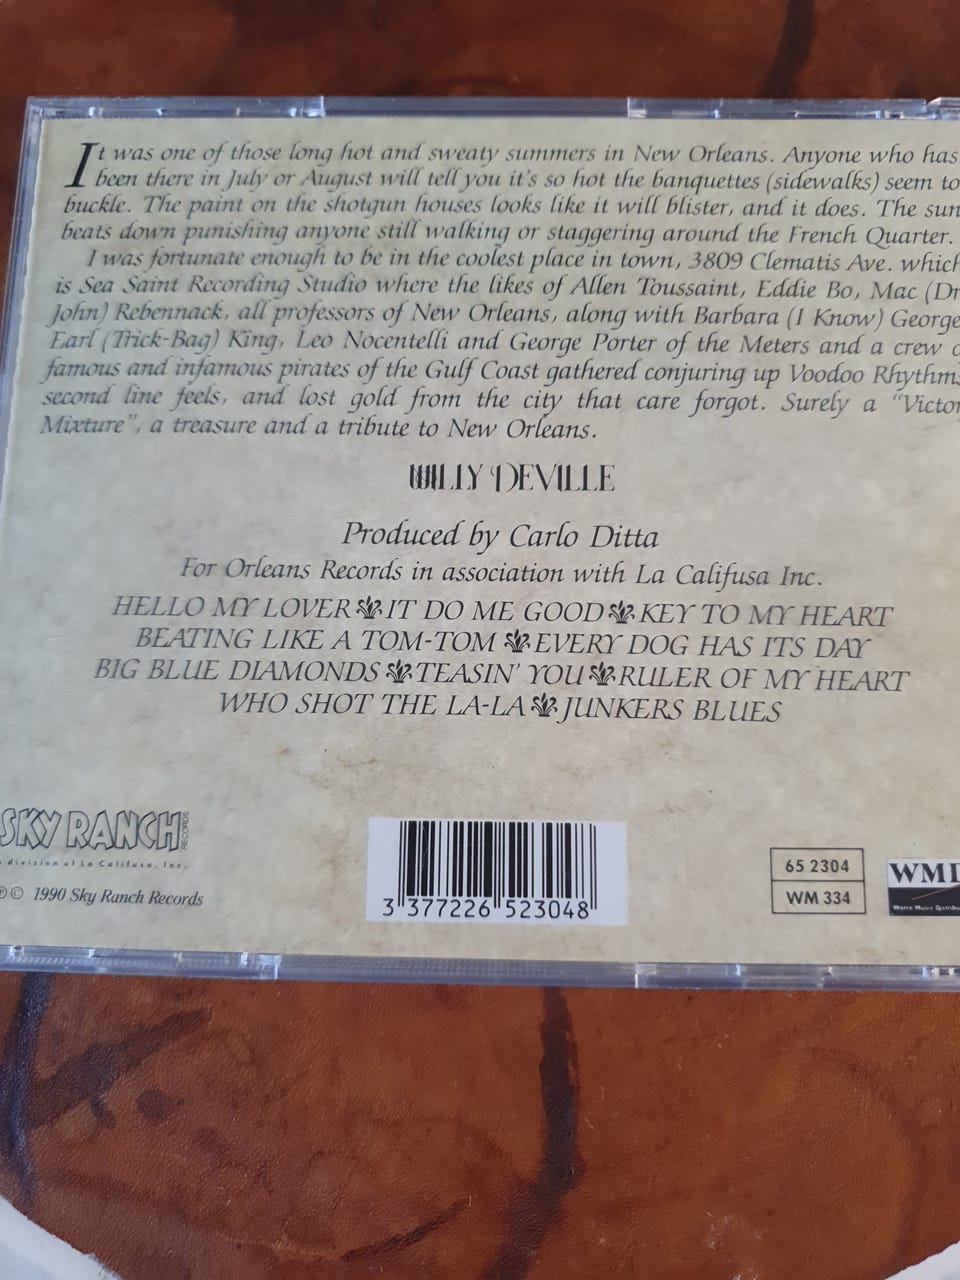 It was one of those long hot and sweaty summers in New Orleans. Anyone who has
been there in July or August will tell you it's so hot the banquettes (sidewalks) seem to
buckle. The paint on the shotgun houses looks like it will blister, and it does. The sun
beats down punishing anyone still walking or staggering around the French Quarter.
I was fortunate enough to be in the coolest place in town, 3809 Clematis Ave. which
is Sea Saint Recording Studio where the likes of Allen Toussaint, Eddie Bo, Mac (Dr
John) Rebennack, all professors of New Orleans, along with Barbara (I Know) George
Earl (Trick-Bag) King, Leo Nocentelli and George Porter of the Meters and a crew o
famous and infamous pirates of the Gulf Coast gathered conjuring up Voodoo Rhythms
second line feels, and lost gold from the city that care forgot. Surely a "Victor
Mixture", a treasure and a tribute to New Orleans.
WILLY DEVILLE
Produced by Carlo Ditta
For Orleans Records in association with La Califusa Inc.
HELLO MY LOVER IT DO ME GOOD KEY TO MY HEART
BEATING LIKE A TOM-TOM EVERY DOG HAS ITS DAY
BIG BLUE DIAMONDS TEASIN' YOU RULER OF MY HEART
WHO SHOT THE LA-LA JUNKERS BLUES
SKY RANCH RECORDS
a division of La Califusa, Inc.
℗© 1990 Sky Ranch Records
3 377226 523048
65 2304
WM 334
WMD
Music